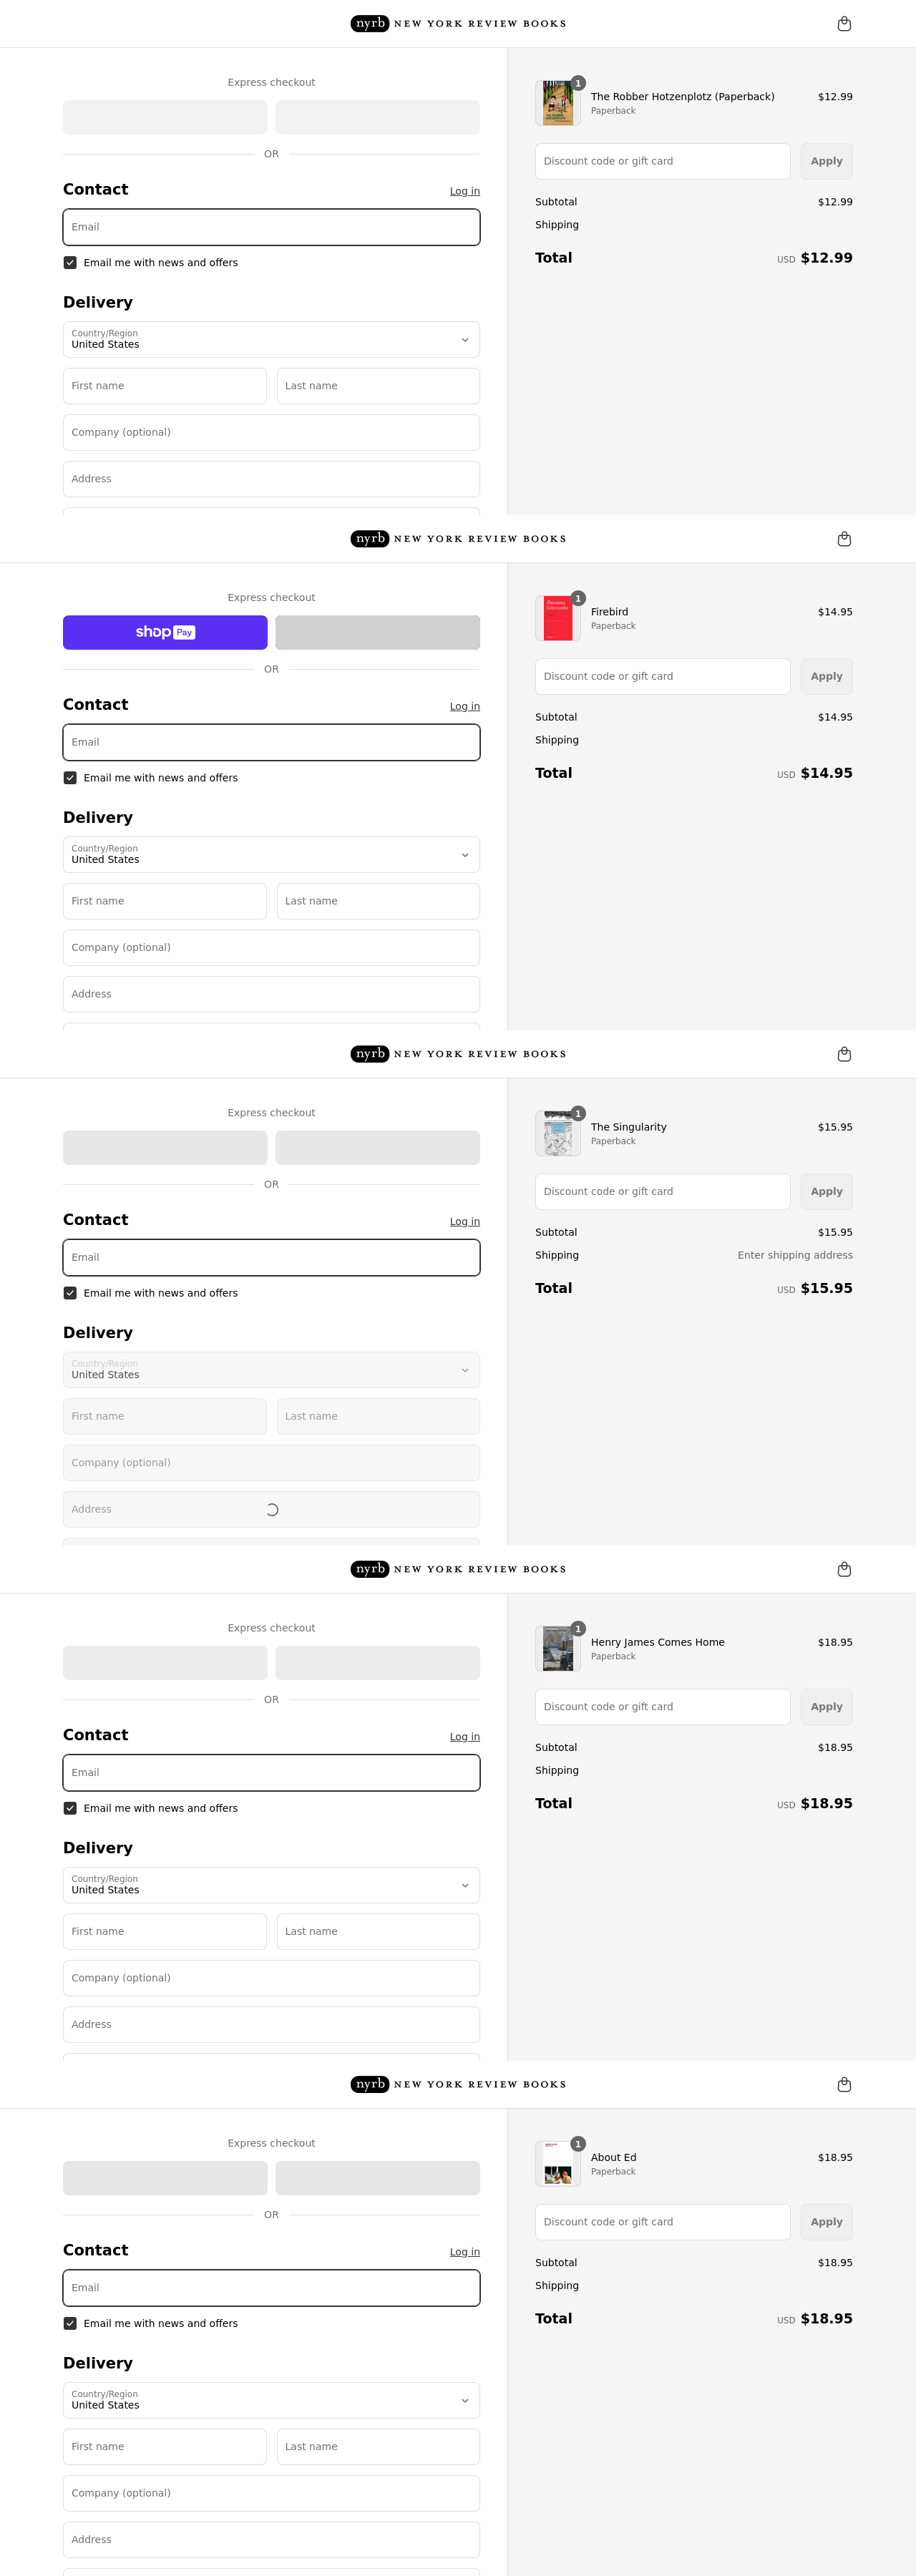 nyrb NEW YORK REVIEW BOOKS
Express checkout
OR
Contact
Log in
Email
Email me with news and offers
Delivery
Country/Region
United States
First name
Last name
Company (optional)
Address
1
The Robber Hotzenplotz (Paperback)
$12.99
Paperback
Discount code or gift card
Apply
Subtotal
$12.99
Shipping
Total
USD $12.99
nyrb NEW YORK REVIEW BOOKS
Express checkout
shop Pay
OR
Contact
Log in
Email
Email me with news and offers
Delivery
Country/Region
United States
First name
Last name
Company (optional)
Address
1
Firebird
$14.95
Paperback
Discount code or gift card
Apply
Subtotal
$14.95
Shipping
Total
USD $14.95
nyrb NEW YORK REVIEW BOOKS
Express checkout
OR
Contact
Log in
Email
Email me with news and offers
Delivery
Country/Region
United States
First name
Last name
Company (optional)
Address
1
The Singularity
$15.95
Paperback
Discount code or gift card
Apply
Subtotal
$15.95
Shipping
Enter shipping address
Total
USD $15.95
nyrb NEW YORK REVIEW BOOKS
Express checkout
OR
Contact
Log in
Email
Email me with news and offers
Delivery
Country/Region
United States
First name
Last name
Company (optional)
Address
1
Henry James Comes Home
$18.95
Paperback
Discount code or gift card
Apply
Subtotal
$18.95
Shipping
Total
USD $18.95
nyrb NEW YORK REVIEW BOOKS
Express checkout
OR
Contact
Log in
Email
Email me with news and offers
Delivery
Country/Region
United States
First name
Last name
Company (optional)
Address
1
About Ed
$18.95
Paperback
Discount code or gift card
Apply
Subtotal
$18.95
Shipping
Total
USD $18.95